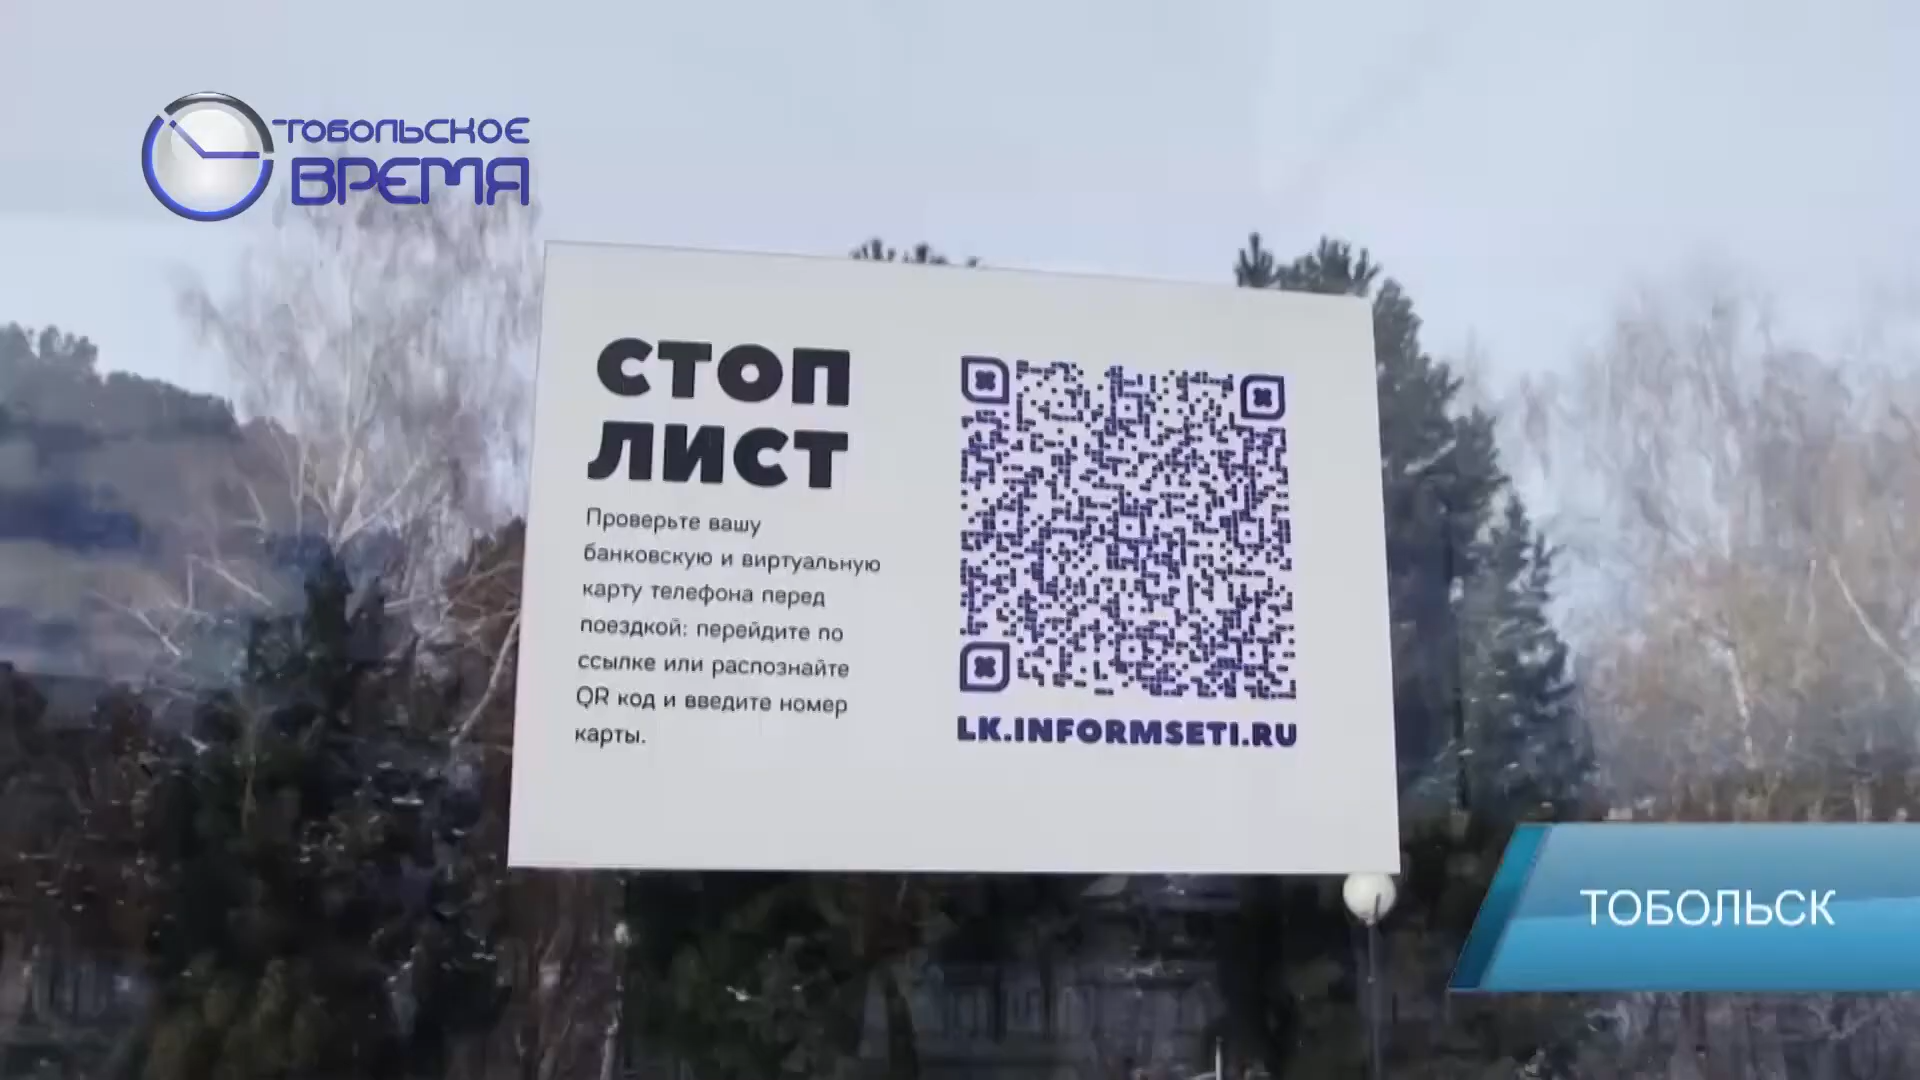 ТОБОЛЬСКОЕ
ВРЕМЯ
СТОП
ЛИСТ
Проверьте вашу
банковскую и виртуальную
карту телефона перед
поездкой: перейдите по
ссылке или распознайте
QR код и введите номер
карты.
LK.INFORMSETI.RU
ТОБОЛЬСК